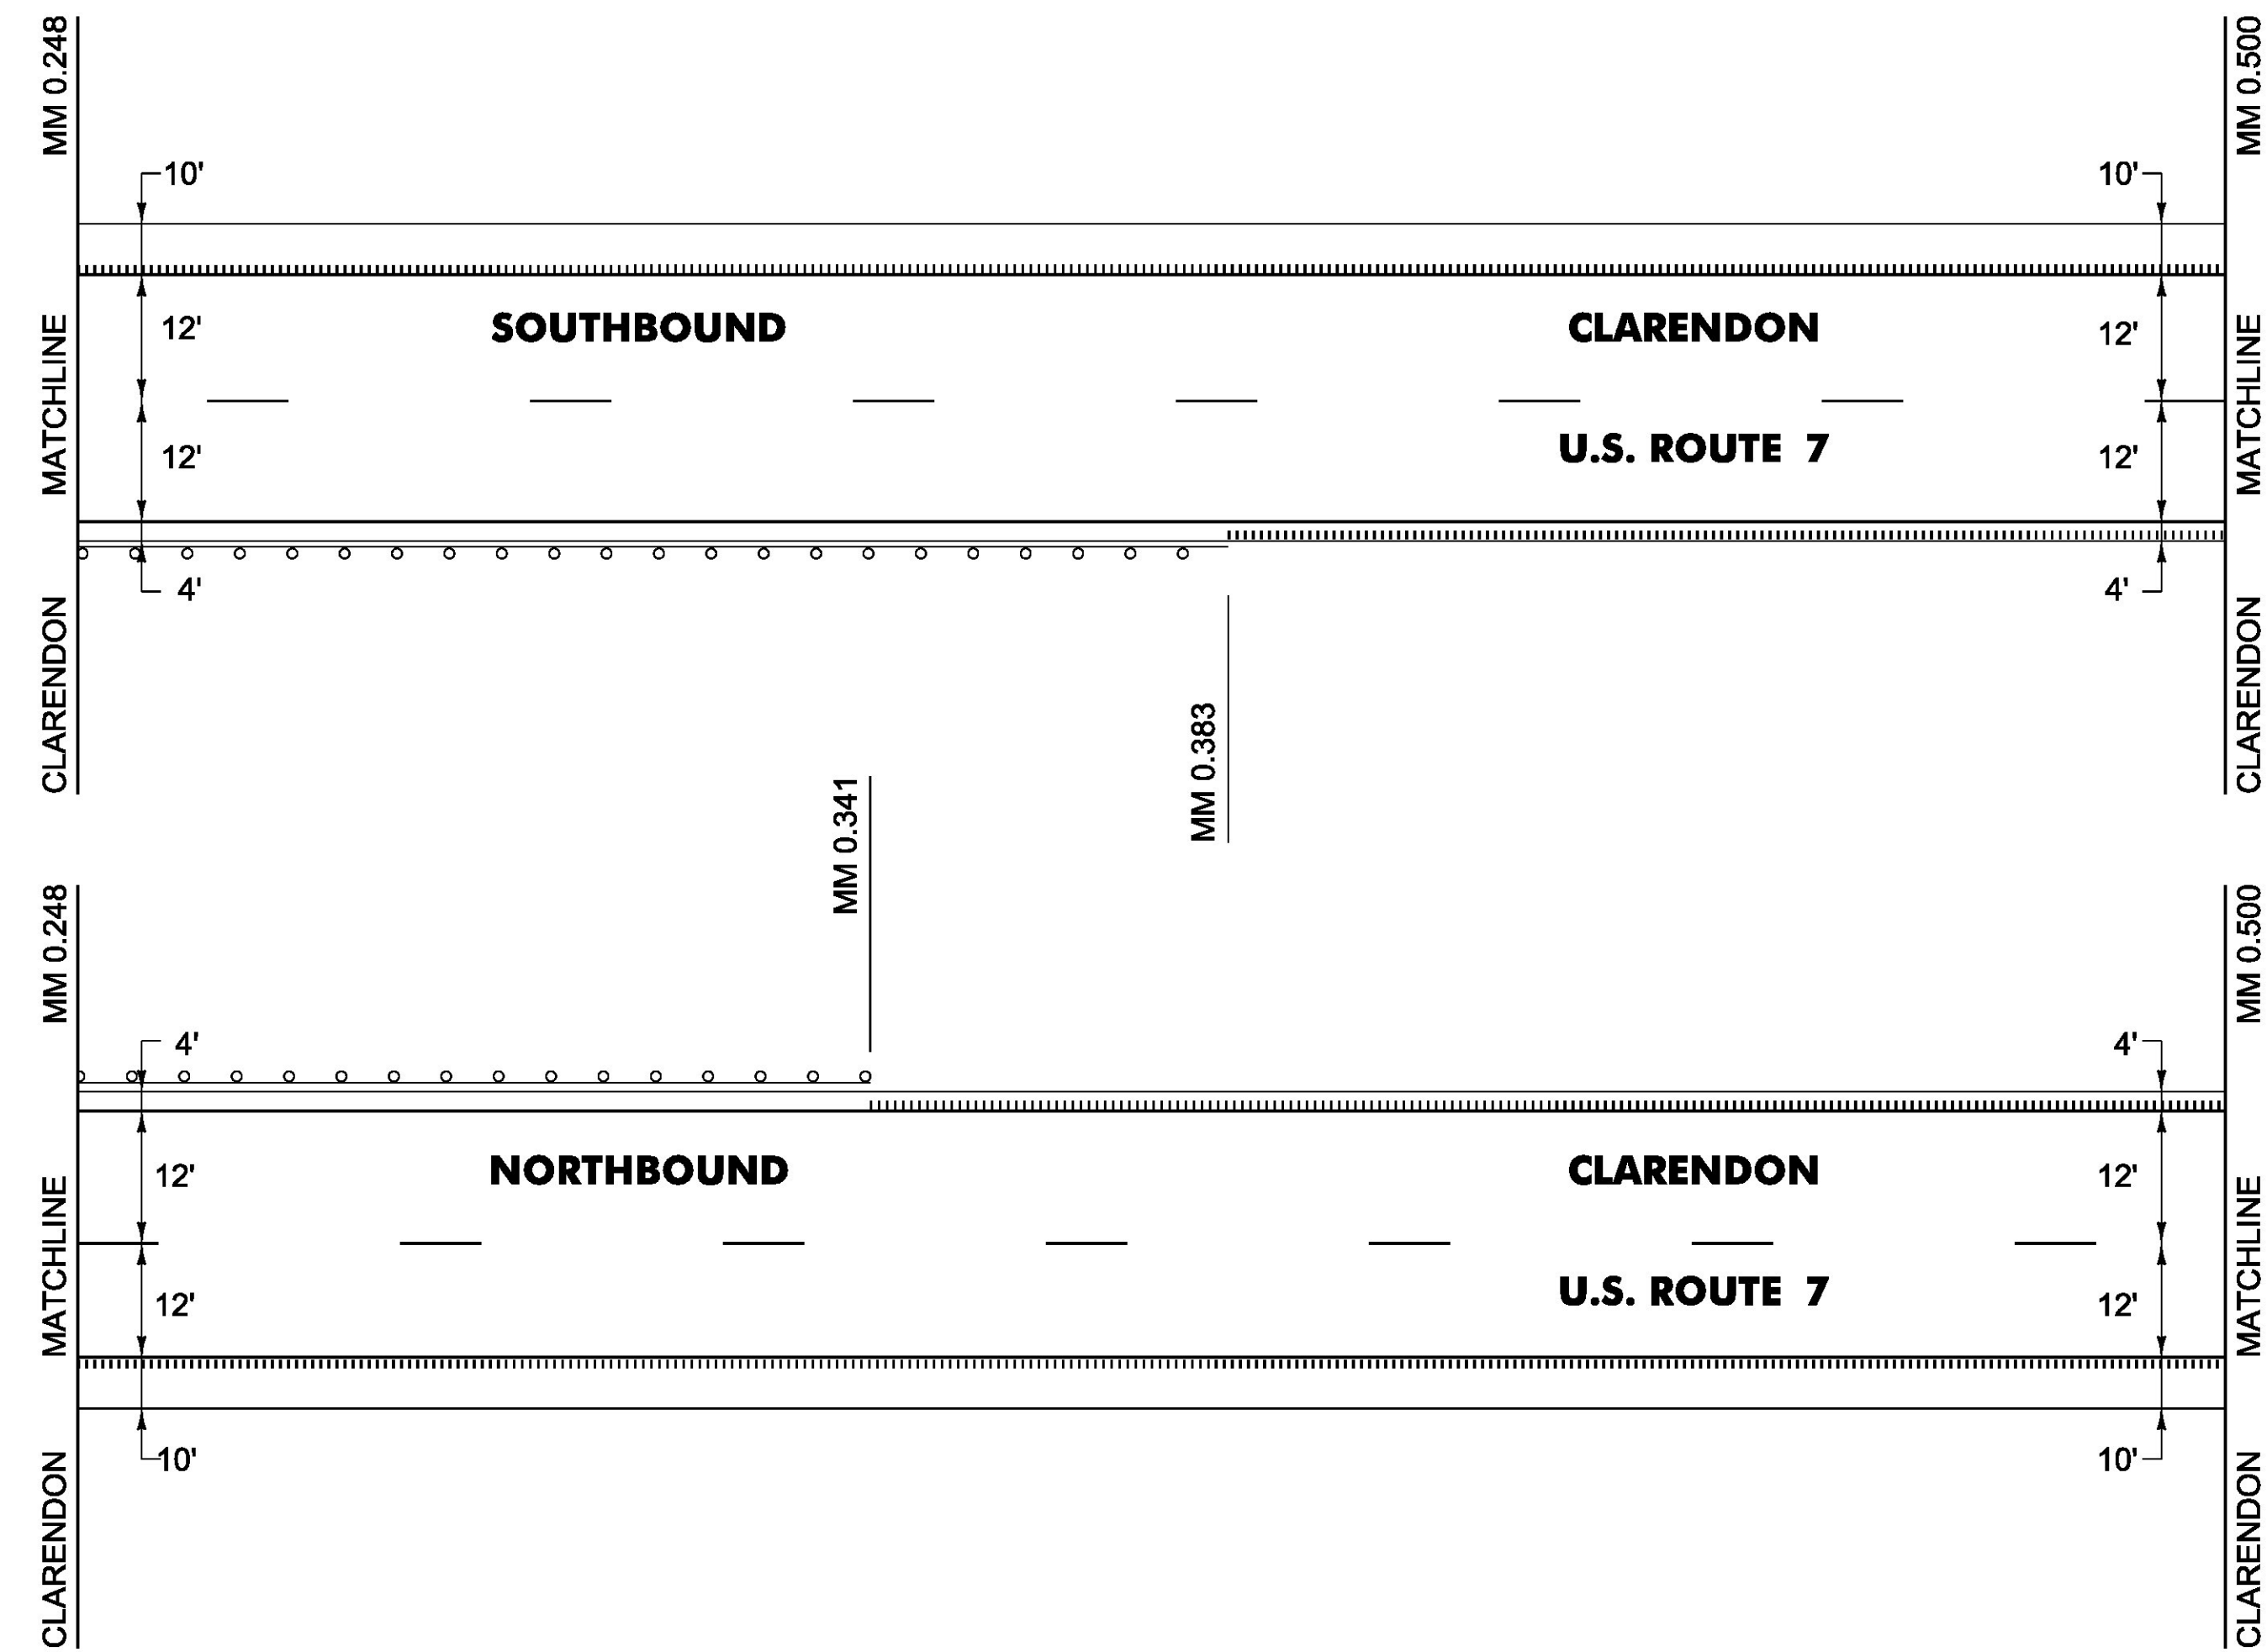 MM 0.248
MM 0.500
10'
10'
12'
SOUTHBOUND
CLARENDON
12'
MATCHLINE
MATCHLINE
12'
U.S. ROUTE 7
12'
4'
4'
CLARENDON
CLARENDON
MM 0.383
MM 0.341
MM 0.248
MM 0.500
4'
4'
12'
NORTHBOUND
CLARENDON
12'
MATCHLINE
MATCHLINE
12'
U.S. ROUTE 7
12'
10'
10'
CLARENDON
CLARENDON